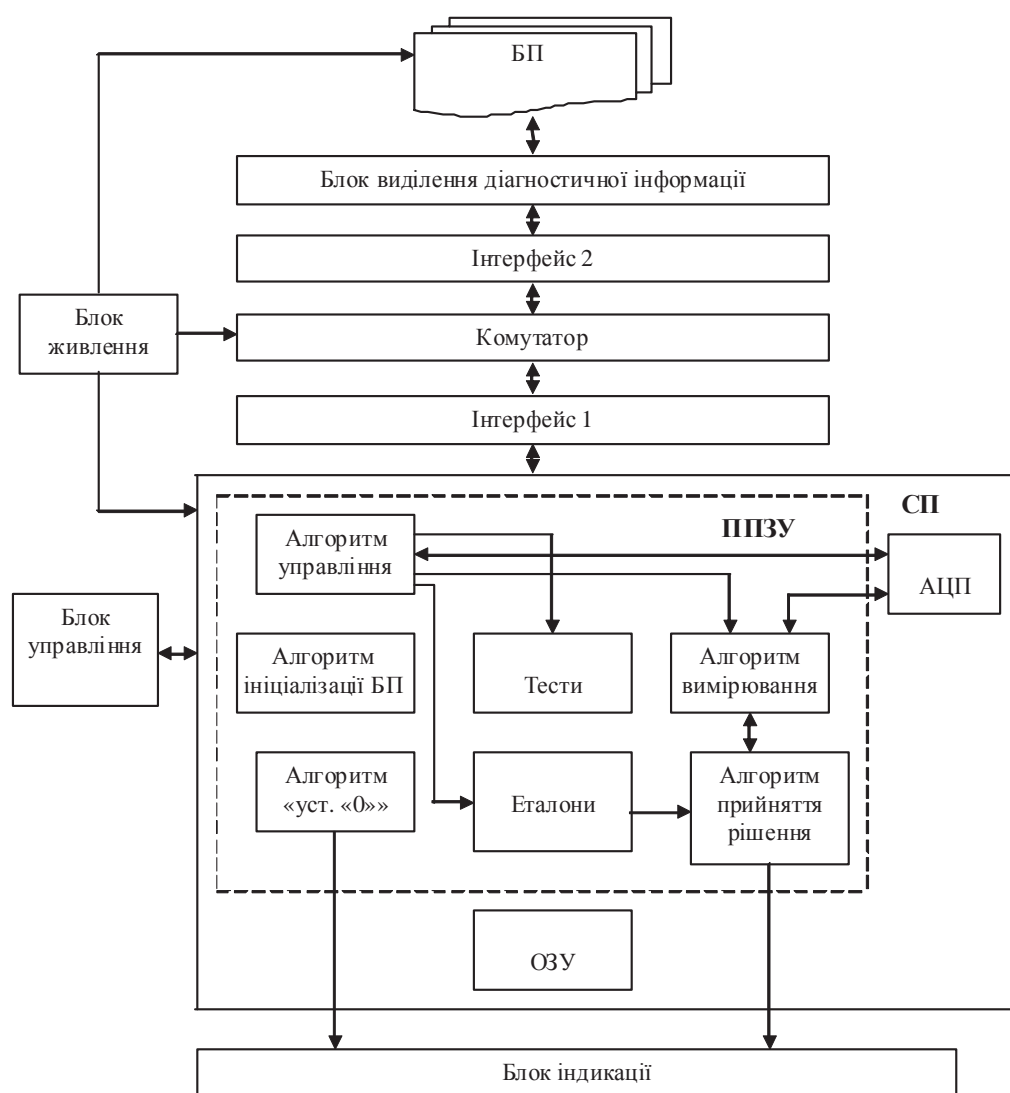 БП
Блок виділення діагностичної інформації
Інтерфейс 2
Блок
живлення
Комутатор
Інтерфейс 1
СП
ППЗУ
Алгоритм
управління
АЦП
Блок
управління
Алгоритм
ініціалізації БП
Тести
Алгоритм
вимірювання
Алгоритм
«уст. «0»»
Еталони
Алгоритм
прийняття
рішення
ОЗУ
Блок індикації